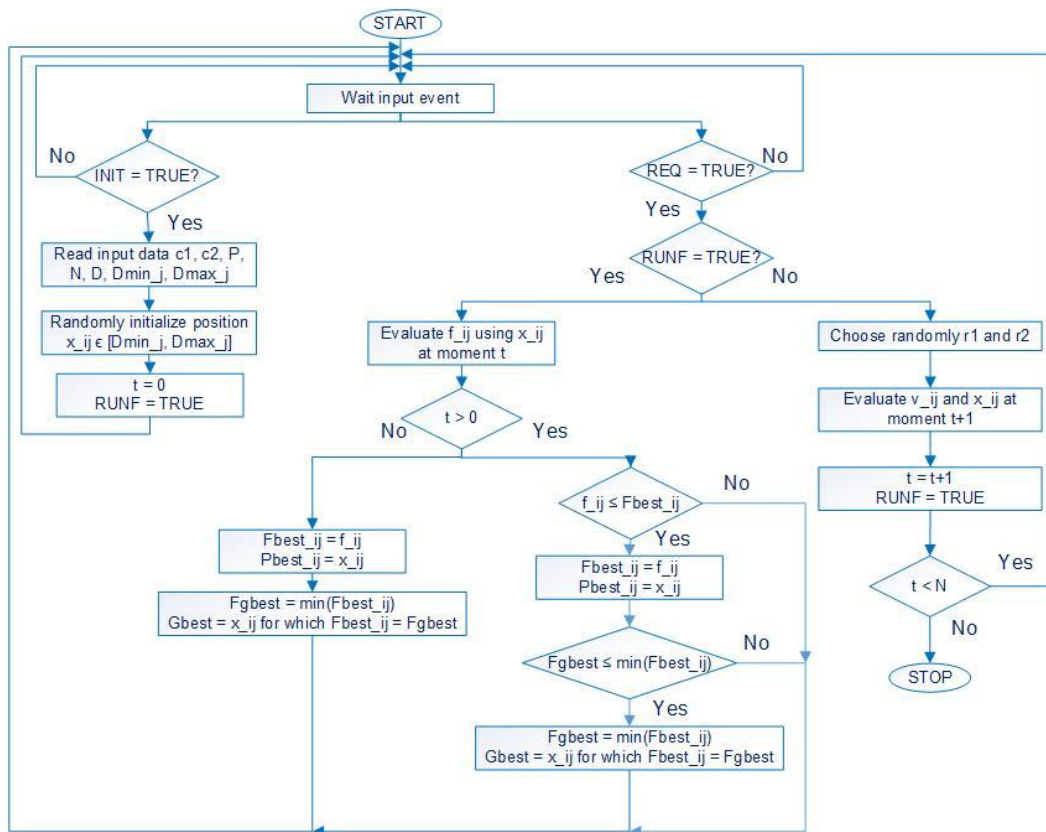 START
Wait input event
No
INIT = TRUE?
Yes
Read input data c1, c2, P,
N, D, Dmin_j, Dmax_j
Randomly initialize position
x_ij ϵ [Dmin_j, Dmax_j]
t = 0
RUNF = TRUE
REQ = TRUE?
No
Yes
RUNF = TRUE?
Yes
No
Evaluate f_ij using x_ij
at moment t
t > 0
No
Yes
Fbest_ij = f_ij
Pbest_ij = x_ij
Fgbest = min(Fbest_ij)
Gbest = x_ij for which Fbest_ij = Fgbest
f_ij ≤ Fbest_ij
No
Yes
Fbest_ij = f_ij
Pbest_ij = x_ij
Fgbest ≤ min(Fbest_ij)
No
Yes
Fgbest = min(Fbest_ij)
Gbest = x_ij for which Fbest_ij = Fgbest
Choose randomly r1 and r2
Evaluate v_ij and x_ij at
moment t+1
t = t+1
RUNF = TRUE
t < N
Yes
No
STOP